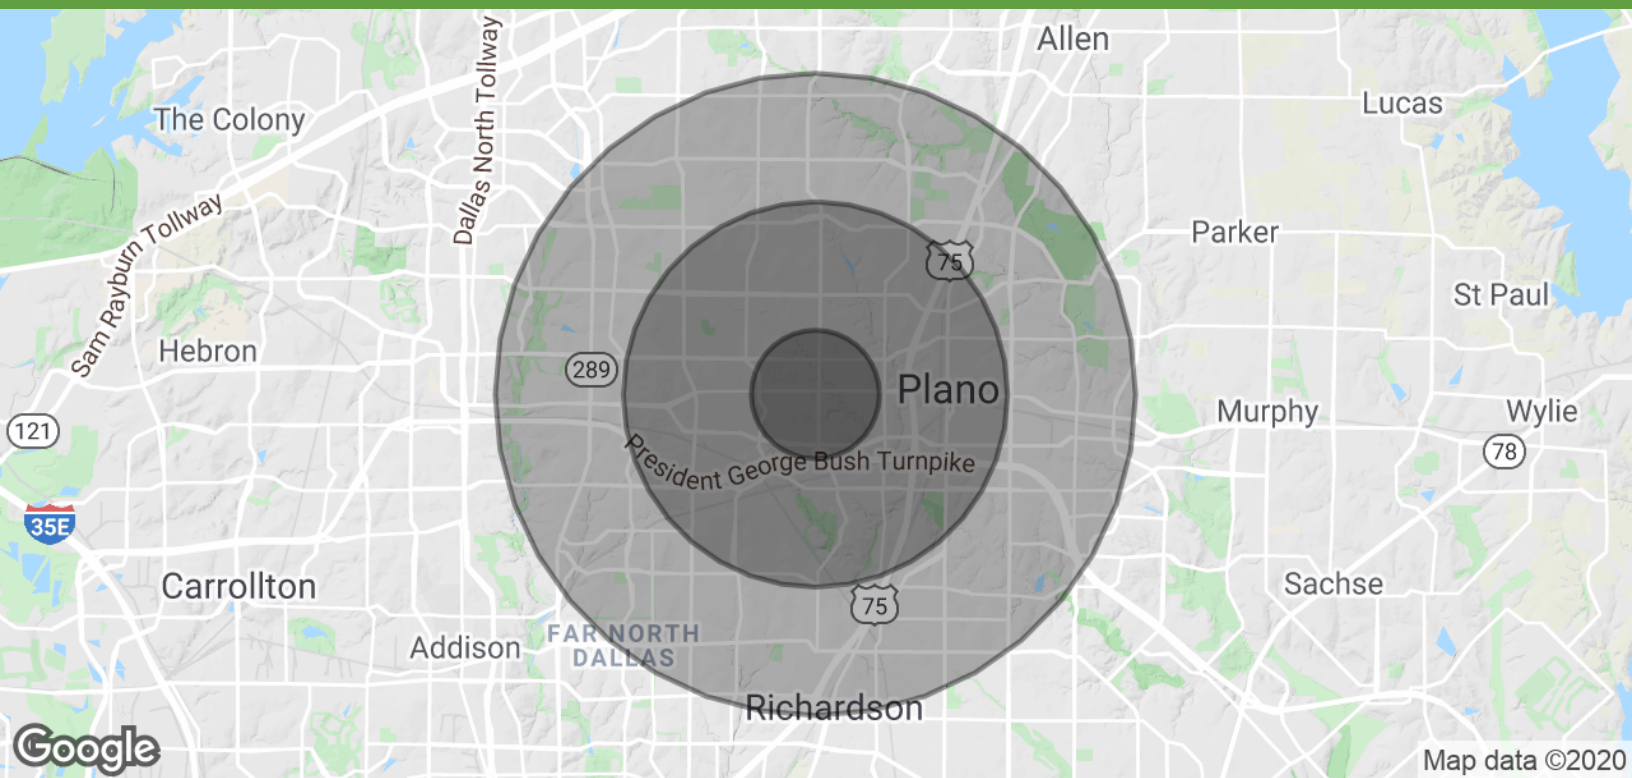 Allen
Lucas
The Colony
Dallas North Tollway
Sam Rayburn Tollway
Parker
75
St Paul
Hebron
289
Plano
Murphy
Wylie
121
President George Bush Turnpike
78
35E
Carrollton
Sachse
75
Addison
FAR NORTH
DALLAS
Richardson
Google
Map data ©2020